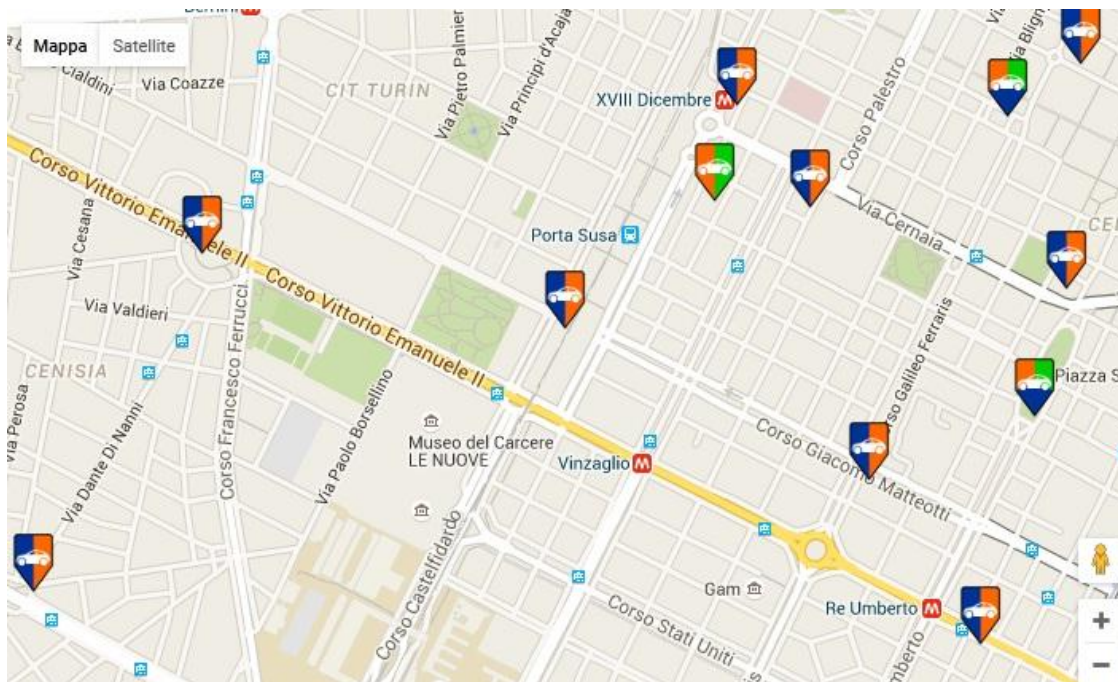 Mappa
Satellite
Cialdini
Via Coazze
CIT TURIN
Via Pietro Palmier
Via Principi d'Acaja
XVIII Dicembre
Corso Palestro
Via Cernaia
Porta Susa
Corso Vittorio Emanuele II
Corso Vittorio Emanuele II
Via Cesana
Via Valdieri
CENISIA
Via Perosa
Via Dante Di Nanni
Corso Francesco Ferrucci
Via Paolo Borsellino
Museo del Carcere
LE NUOVE
Vinzaglio
Corso Galileo Ferraris
Piazza S
Corso Giacomo Matteotti
Corso Castelfidardo
Gam
Corso Stati Uniti
Re Umberto
mberto
+
−